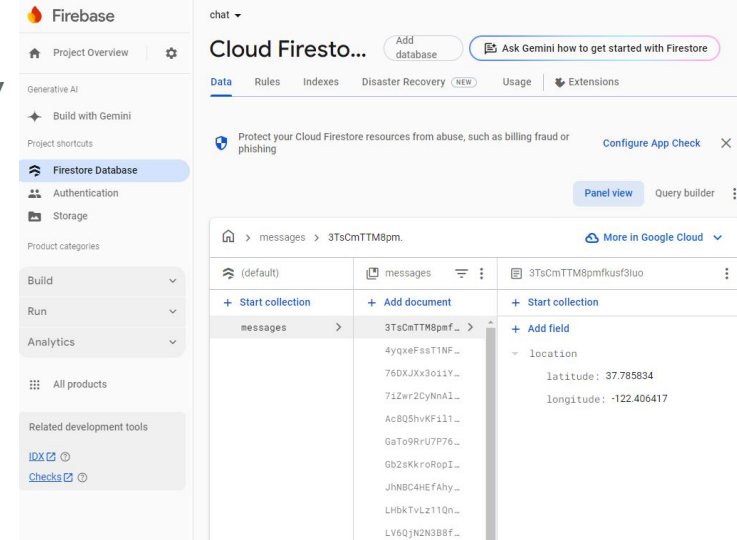 Firebase
Project Overview
Generative AI
Build with Gemini
Project shortcuts
Firestore Database
Authentication
Storage
Product categories
Build
Run
Analytics
All products
Related development tools
IDX
Checks
chat
Cloud Firesto...
Add
database
Ask Gemini how to get started with Firestore
Data Rules Indexes Disaster Recovery NEW Usage Extensions
Protect your Cloud Firestore resources from abuse, such as billing fraud or
phishing
Configure App Check
Panel view Query builder
messages > 3TsCmTTM8pm.
More in Google Cloud
(default) messages 3TsCmTTM8pmfkusf3Iuo
+ Start collection + Add document + Start collection
messages > 3TsCmTTM8pmf… > + Add field
4yqxeFssT1NF…
location
76DXJXx3oiiY…
latitude: 37.785834
7iZwr2CyNnAl…
longitude: -122.406417
Ac8Q5hvKFil1…
GaTo9RrU7P76…
Gb2sKkroRopI…
JhNBC4HEfAhy…
LHbkTvLz11Qn…
LV6QjN2N3B8f…